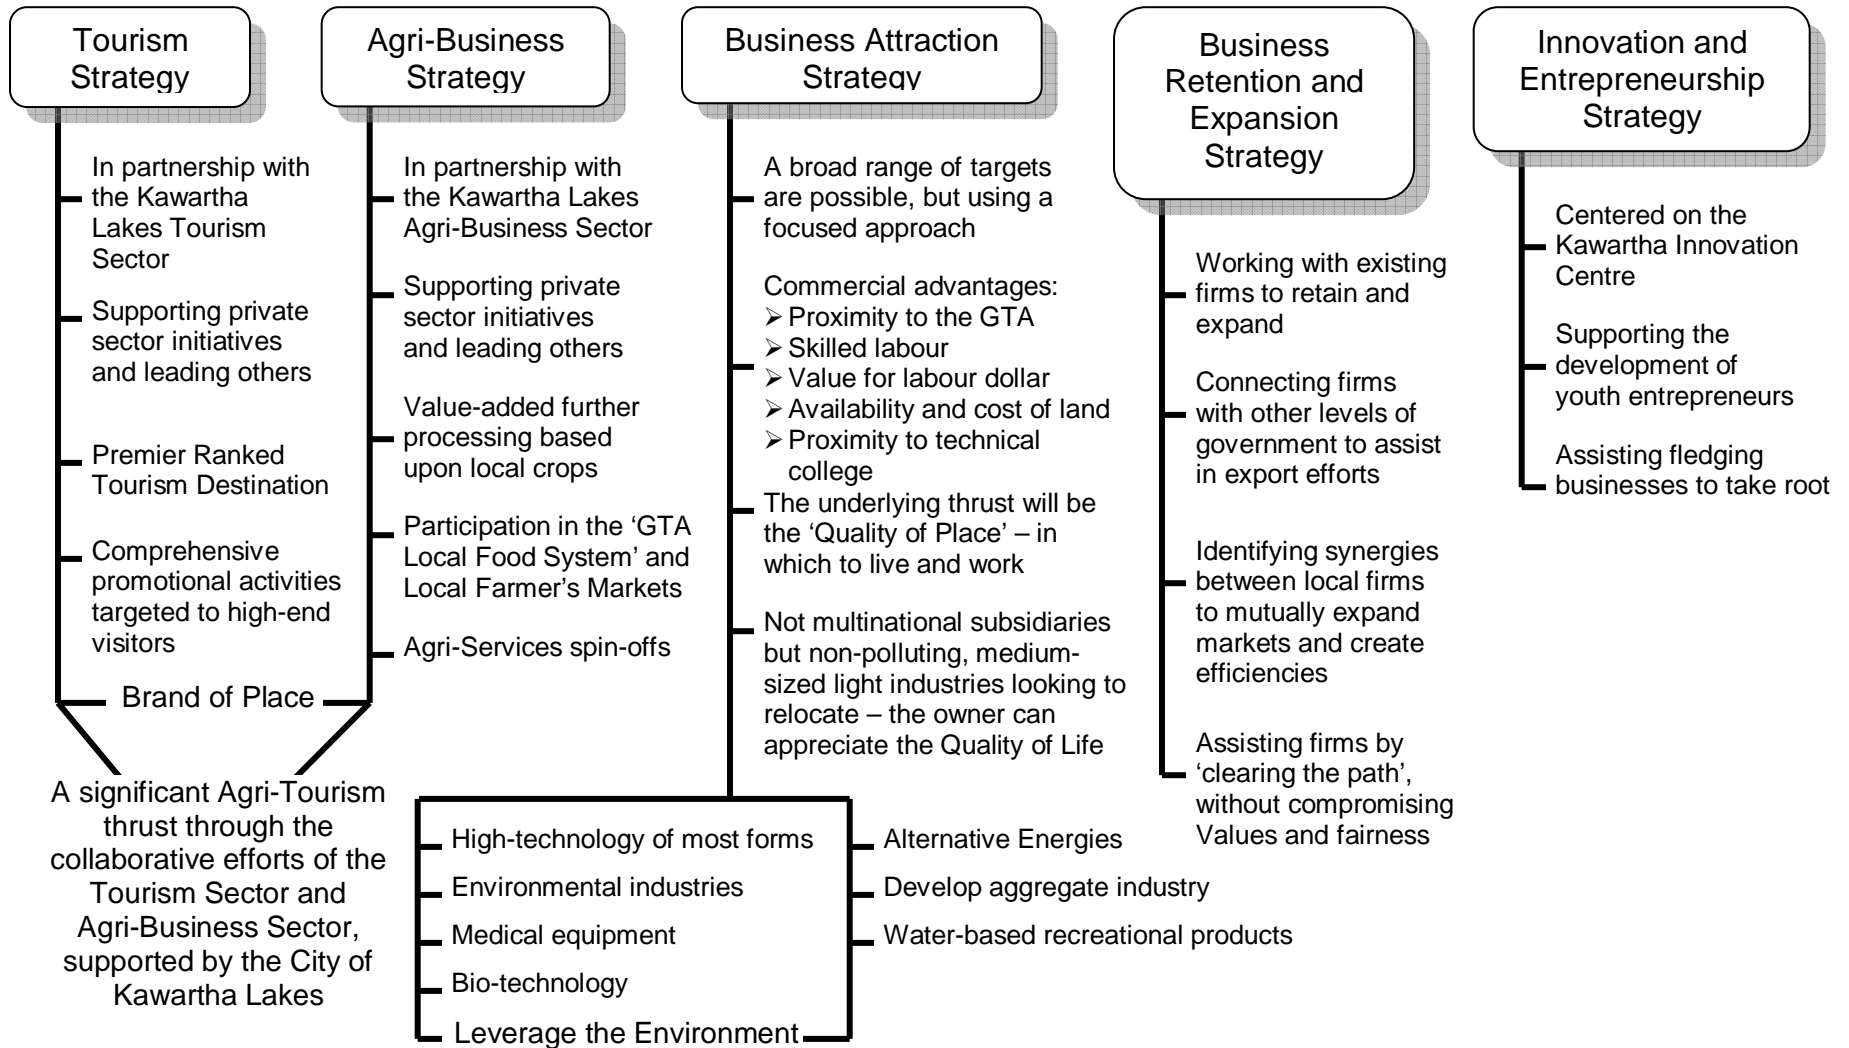 Tourism
Strategy
In partnership with
the Kawartha
Lakes Tourism
Sector
Supporting private
sector initiatives
and leading others
Premier Ranked
Tourism Destination
Comprehensive
promotional activities
targeted to high-end
visitors
Agri-Business
Strategy
In partnership with
the Kawartha Lakes
Agri-Business Sector
Supporting private
sector initiatives
and leading others
Value-added further
processing based
upon local crops
Participation in the ‘GTA
Local Food System’ and
Local Farmer’s Markets
Agri-Services spin-offs
Brand of Place
A significant Agri-Tourism
thrust through the
collaborative efforts of the
Tourism Sector and
Agri-Business Sector,
supported by the City of
Kawartha Lakes
Business Attraction
Strategy
A broad range of targets
are possible, but using a
focused approach
Commercial advantages:
➢ Proximity to the GTA
➢ Skilled labour
➢ Value for labour dollar
➢ Availability and cost of land
➢ Proximity to technical
college
The underlying thrust will be
the ‘Quality of Place’ – in
which to live and work
Not multinational subsidiaries
but non-polluting, medium-
sized light industries looking to
relocate – the owner can
appreciate the Quality of Life
High-technology of most forms
Environmental industries
Medical equipment
Bio-technology
Alternative Energies
Develop aggregate industry
Water-based recreational products
Leverage the Environment
Business
Retention and
Expansion
Strategy
Working with existing
firms to retain and
expand
Connecting firms
with other levels of
government to assist
in export efforts
Identifying synergies
between local firms
to mutually expand
markets and create
efficiencies
Assisting firms by
‘clearing the path’,
without compromising
Values and fairness
Innovation and
Entrepreneurship
Strategy
Centered on the
Kawartha Innovation
Centre
Supporting the
development of
youth entrepreneurs
Assisting fledging
businesses to take root